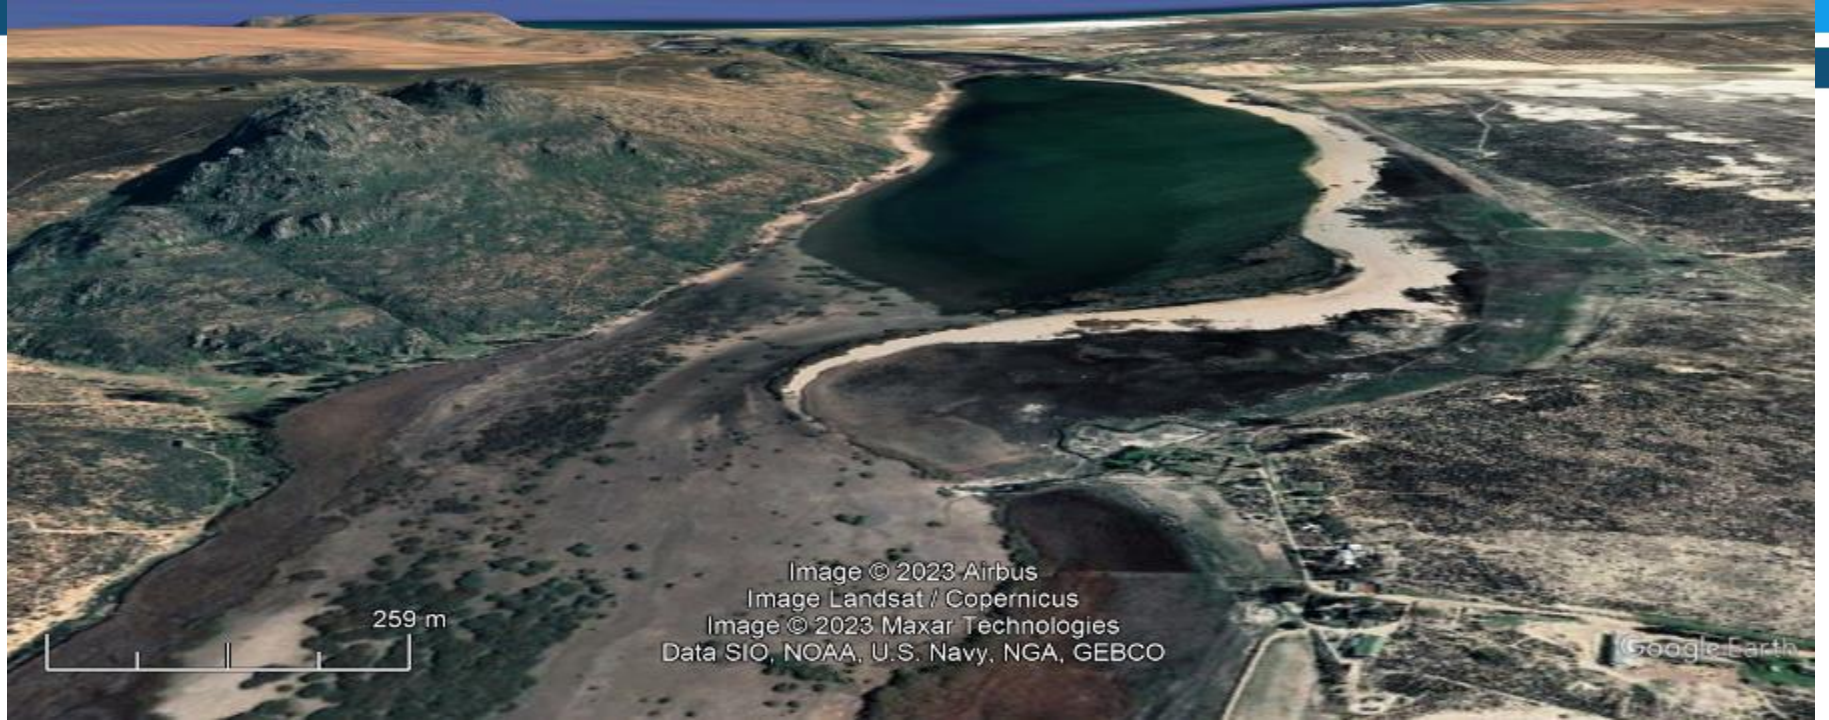 259 m
Image © 2023 Airbus
Image Landsat / Copernicus
Image © 2023 Maxar Technologies
Data SIO, NOAA, U.S. Navy, NGA, GEBCO
Google Earth